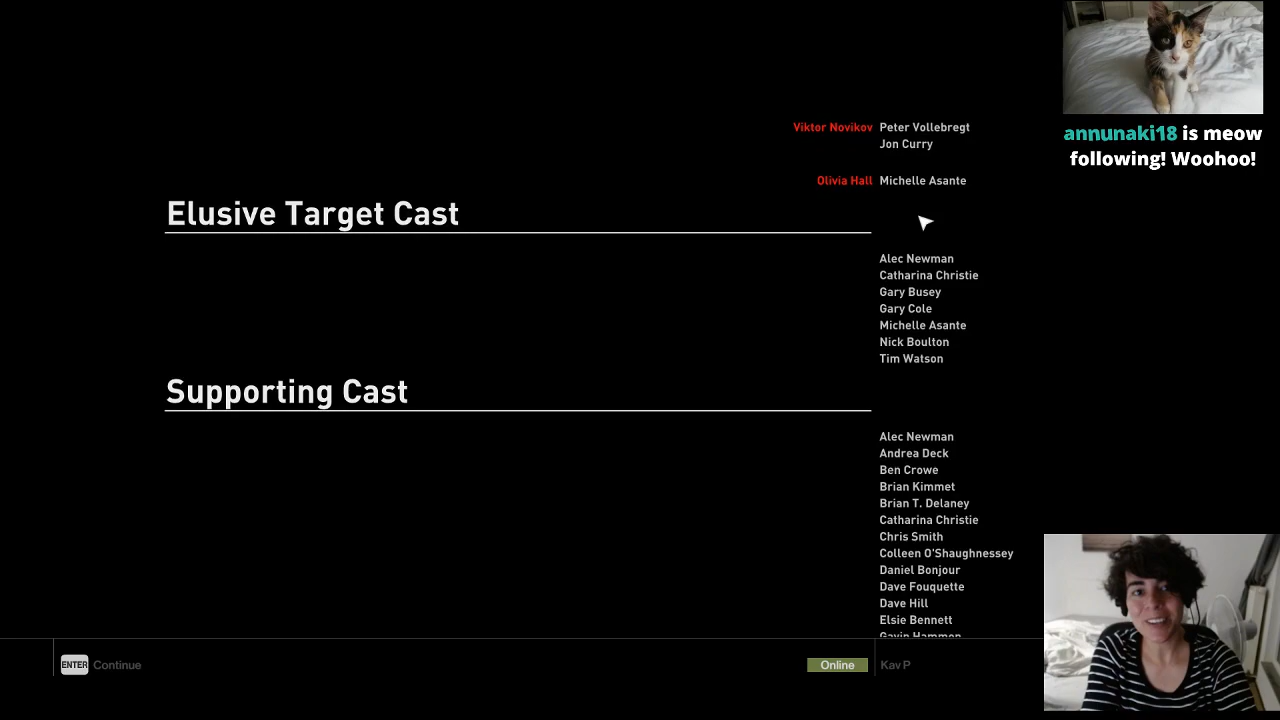 Viktor Novikov Peter Vollebregt
Jon Curry
Olivia Hall Michelle Asante
Elusive Target Cast
Alec Newman
Catharina Christie
Gary Busey
Gary Cole
Michelle Asante
Nick Boulton
Tim Watson
Supporting Cast
Alec Newman
Andrea Deck
Ben Crowe
Brian Kimmet
Brian T. Delaney
Catharina Christie
Chris Smith
Colleen O'Shaughnessey
Daniel Bonjour
Dave Fouquette
Dave Hill
Elsie Bennett
Gavin Hammon
ENTER Continue
Online Kav P
annunaki18 is meow
following! Woohoo!